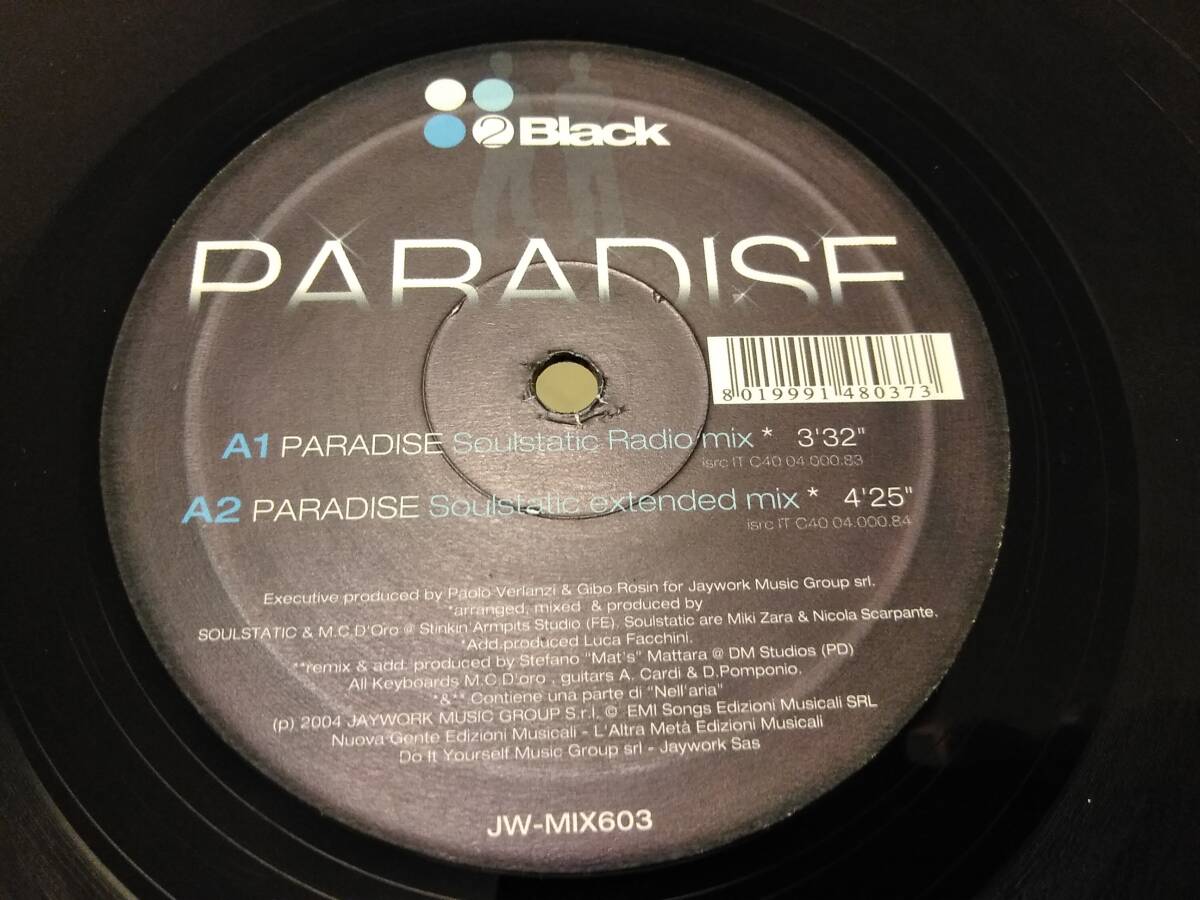 2 Black
PARADISE
8 019991 480373
A1 PARADISE Soulstatic Radio mix * 3'32"
isrc IT C40 04.000.83
A2 PARADISE Soulstatic extended mix * 4'25"
isrc IT C40 04.000.84
Executive produced by Paolo Verlanzi & Gibo Rosin for Jaywork Music Group srl.
*arranged, mixed & produced by
SOULSTATIC & M.C.D'Oro @ Stinkin'Armpits Studio (FE). Soulstatic are Miki Zara & Nicola Scarpante.
*Add.produced Luca Facchini.
**remix & add. produced by Stefano "Mat's" Mattara @ DM Studios (PD)
All Keyboards M.C.D'oro , guitars A. Cardi & D.Pomponio.
*&** Contiene una parte di "Nell'aria"
(p) 2004 JAYWORK MUSIC GROUP S.r.l. © EMI Songs Edizioni Musicali SRL
Nuova Gente Edizioni Musicali - L'Altra Metà Edizioni Musicali
Do It Yourself Music Group srl - Jaywork Sas
JW-MIX603